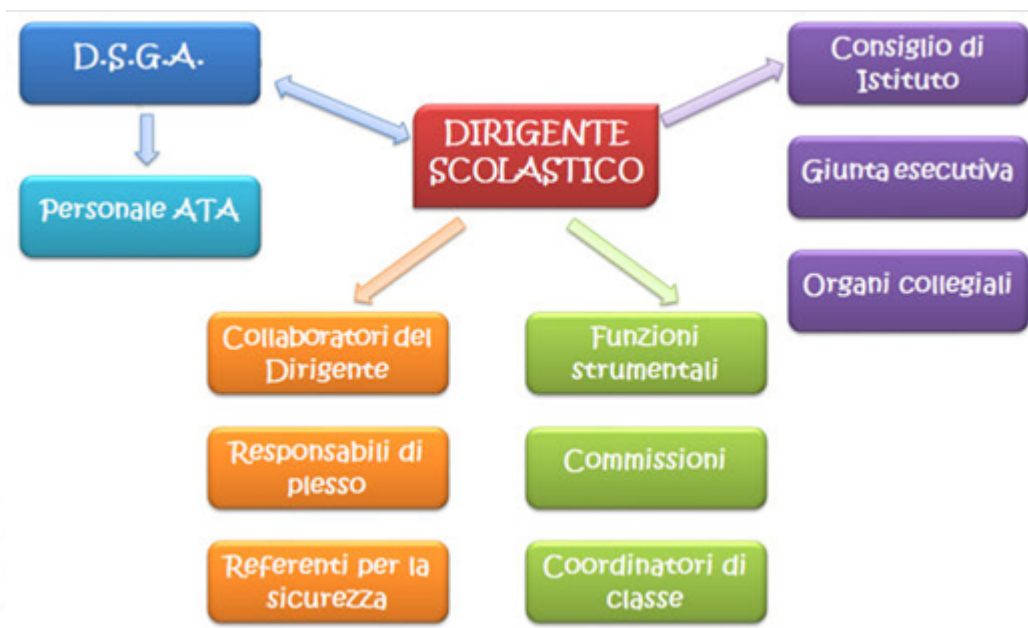 D.S.G.A.
Personale ATA
DIRIGENTE
SCOLASTICO
Consiglio di
Istituto
Giunta esecutiva
Organi collegiali
Collaboratori del
Dirigente
Responsabili di
plesso
Referenti per la
sicurezza
Funzioni
strumentali
Commissioni
Coordinatori di
classe